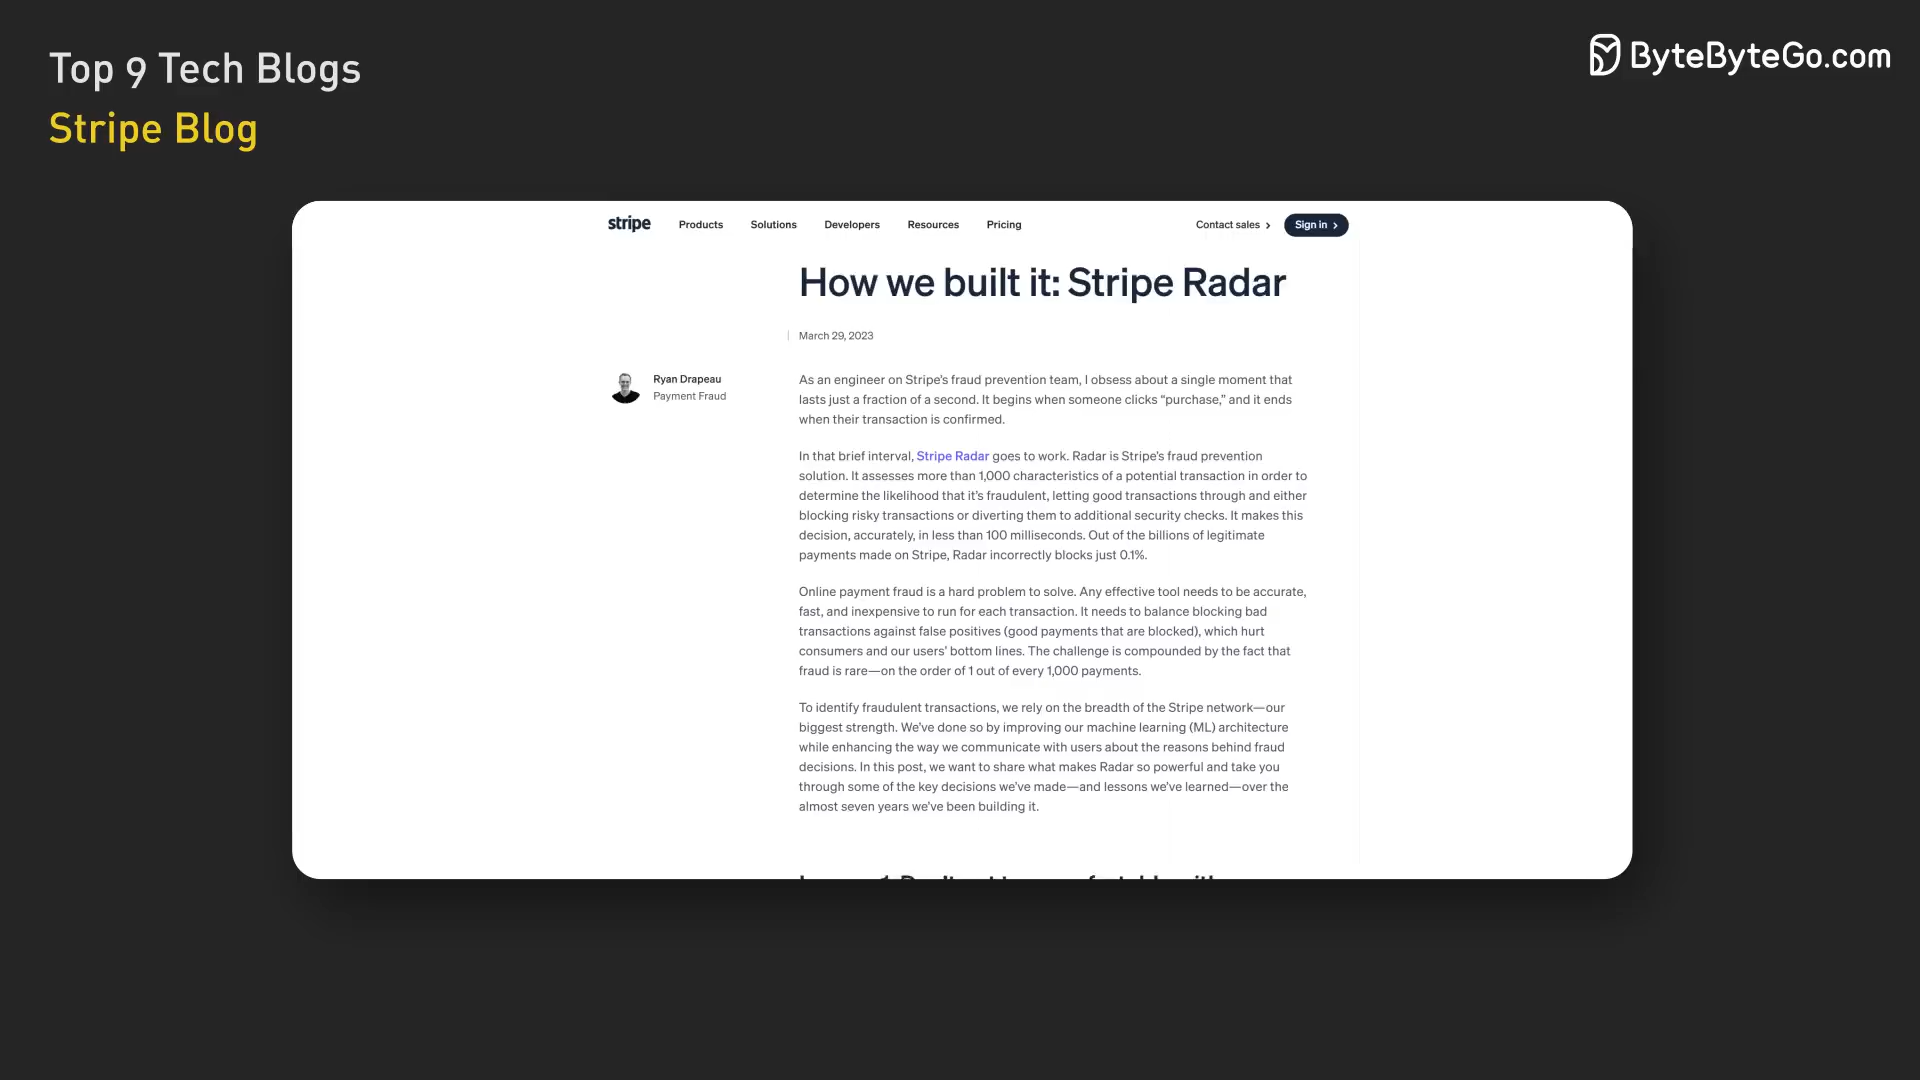 Top 9 Tech Blogs
Stripe Blog
ByteByteGo.com
stripe Products Solutions Developers Resources Pricing Contact sales Sign in
How we built it: Stripe Radar
March 29, 2023
Ryan Drapeau
Payment Fraud
As an engineer on Stripe’s fraud prevention team, I obsess about a single moment that
lasts just a fraction of a second. It begins when someone clicks “purchase,” and it ends
when their transaction is confirmed.
In that brief interval, Stripe Radar goes to work. Radar is Stripe’s fraud prevention
solution. It assesses more than 1,000 characteristics of a potential transaction in order to
determine the likelihood that it’s fraudulent, letting good transactions through and either
blocking risky transactions or diverting them to additional security checks. It makes this
decision, accurately, in less than 100 milliseconds. Out of the billions of legitimate
payments made on Stripe, Radar incorrectly blocks just 0.1%.
Online payment fraud is a hard problem to solve. Any effective tool needs to be accurate,
fast, and inexpensive to run for each transaction. It needs to balance blocking bad
transactions against false positives (good payments that are blocked), which hurt
consumers and our users’ bottom lines. The challenge is compounded by the fact that
fraud is rare—on the order of 1 out of every 1,000 payments.
To identify fraudulent transactions, we rely on the breadth of the Stripe network—our
biggest strength. We’ve done so by improving our machine learning (ML) architecture
while enhancing the way we communicate with users about the reasons behind fraud
decisions. In this post, we want to share what makes Radar so powerful and take you
through some of the key decisions we’ve made—and lessons we’ve learned—over the
almost seven years we’ve been building it.